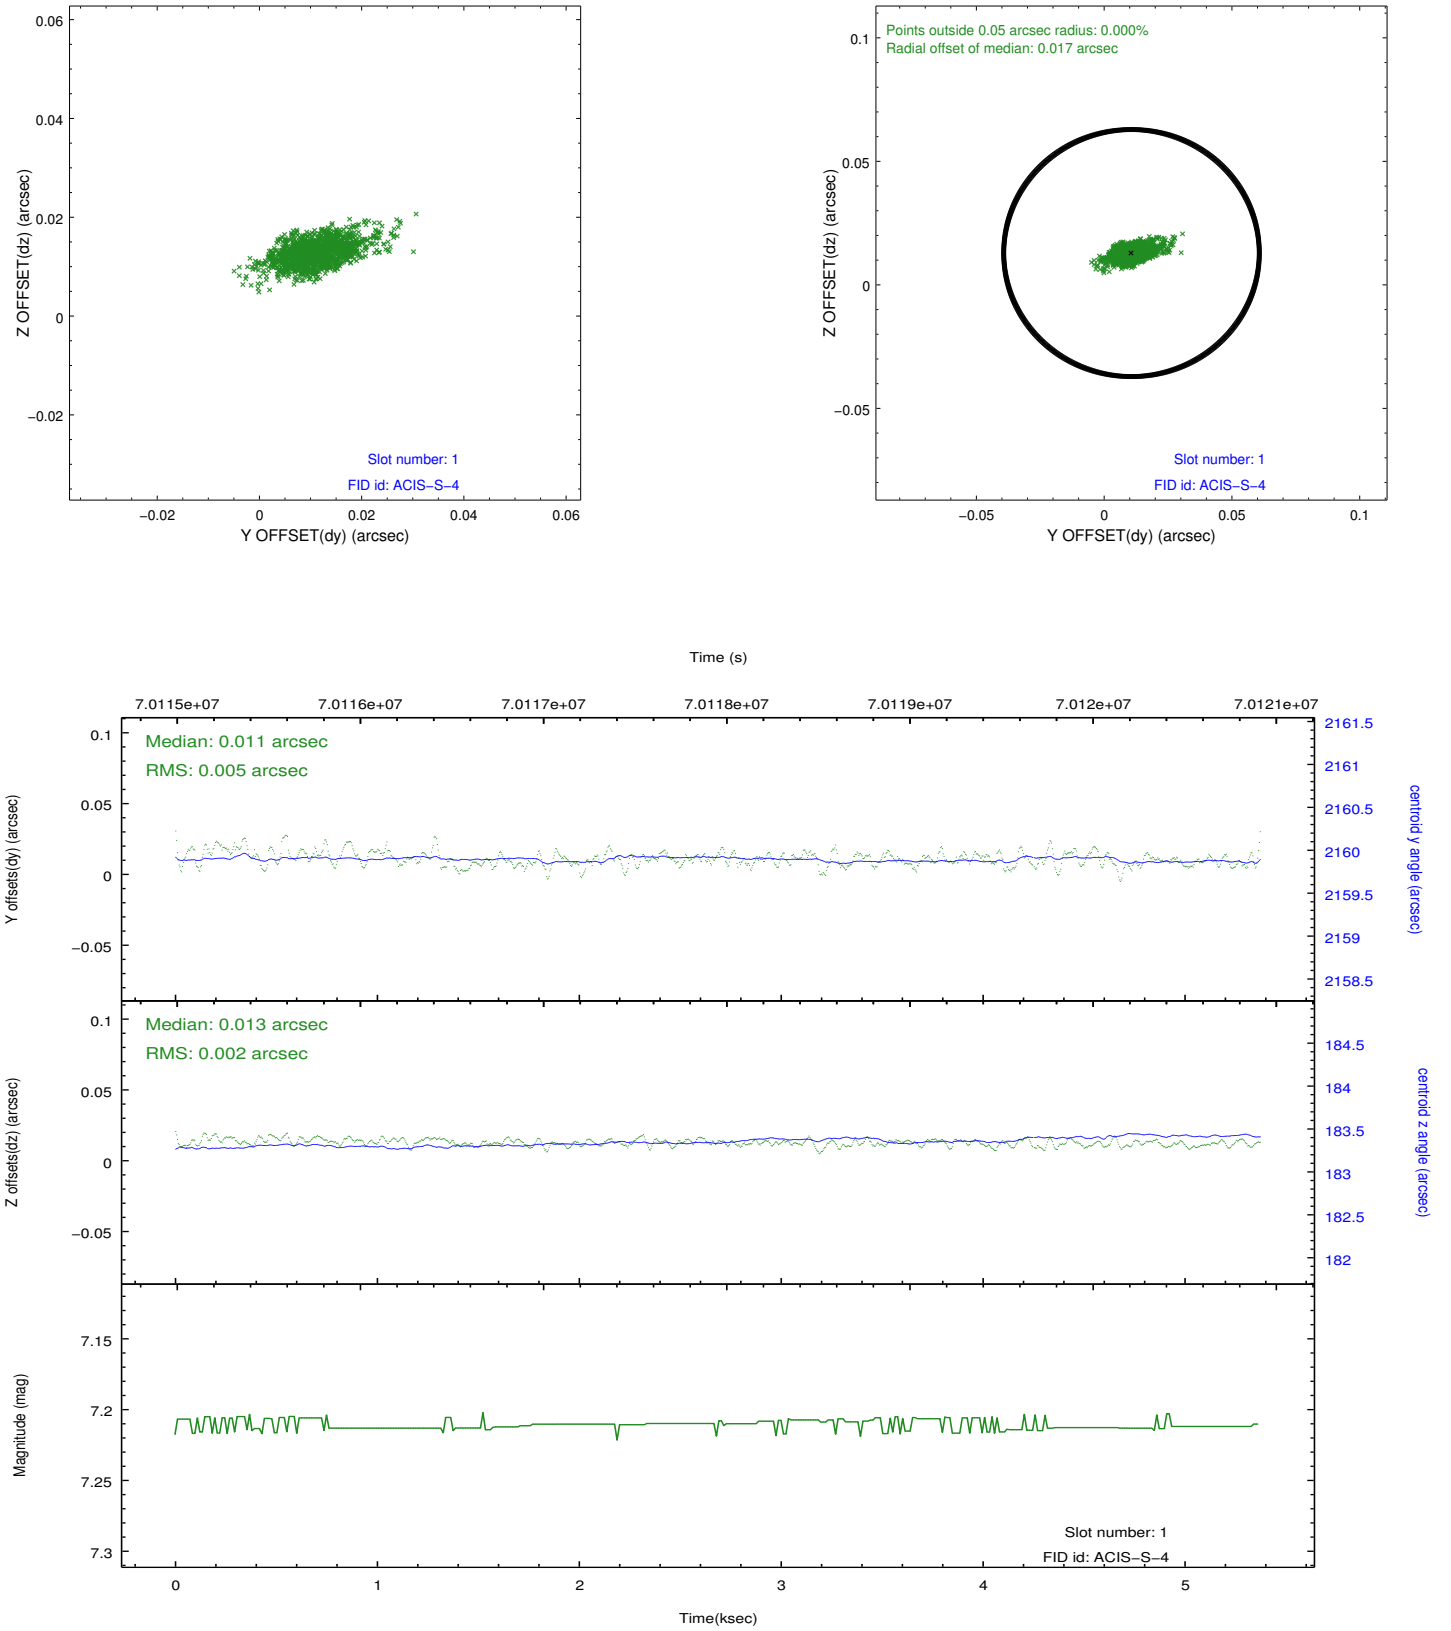 0.06
0.04
0.02
0
−0.02
Z OFFSET(dz) (arcsec)
Slot number: 1
FID id: ACIS−S−4
−0.02 0 0.02 0.04 0.06
Y OFFSET(dy) (arcsec)
Points outside 0.05 arcsec radius: 0.000%
Radial offset of median: 0.017 arcsec
0.1
0.05
0
−0.05
Z OFFSET(dz) (arcsec)
Slot number: 1
FID id: ACIS−S−4
−0.05 0 0.05 0.1
Y OFFSET(dy) (arcsec)
Time (s)
7.0115e+07 7.0116e+07 7.0117e+07 7.0118e+07 7.0119e+07 7.012e+07 7.0121e+07
Median: 0.011 arcsec
RMS: 0.005 arcsec
0.1
0.05
0
−0.05
Y offsets(dy) (arcsec)
2161.5
2161
2160.5
2160
2159.5
2159
2158.5
centroid y angle (arcsec)
Median: 0.013 arcsec
RMS: 0.002 arcsec
0.1
0.05
0
−0.05
Z offsets(dz) (arcsec)
184.5
184
183.5
183
182.5
182
centroid z angle (arcsec)
7.15
7.2
7.25
7.3
Magnitude (mag)
Slot number: 1
FID id: ACIS−S−4
0 1 2 3 4 5
Time(ksec)